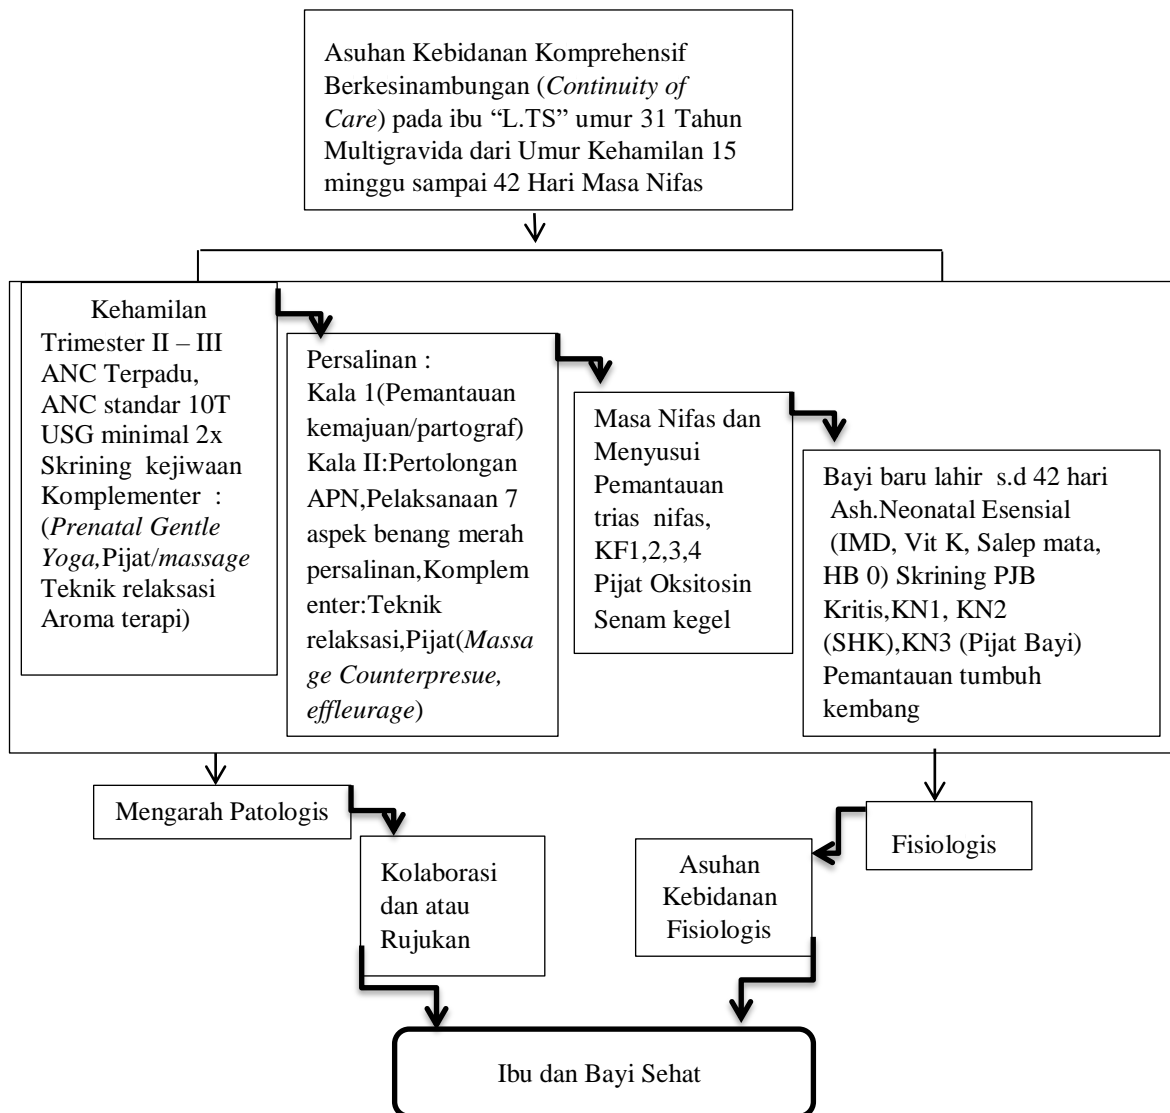 Asuhan Kebidanan Komprehensif
Berkesinambungan (Continuity of
Care) pada ibu “L.TS” umur 31 Tahun
Multigravida dari Umur Kehamilan 15
minggu sampai 42 Hari Masa Nifas
Kehamilan
Trimester II – III
ANC Terpadu,
ANC standar 10T
USG minimal 2x
Skrining kejiwaan
Komplementer :
(Prenatal Gentle
Yoga,Pijat/massage
Teknik relaksasi
Aroma terapi)
Persalinan :
Kala 1(Pemantauan
kemajuan/partograf)
Kala II:Pertolongan
APN,Pelaksanaan 7
aspek benang merah
persalinan,Komplem
enter:Teknik
relaksasi,Pijat(Massa
ge Counterpresue,
effleurage)
Masa Nifas dan
Menyusui
Pemantauan
trias nifas,
KF1,2,3,4
Pijat Oksitosin
Senam kegel
Bayi baru lahir s.d 42 hari
Ash.Neonatal Esensial
(IMD, Vit K, Salep mata,
HB 0) Skrining PJB
Kritis,KN1, KN2
(SHK),KN3 (Pijat Bayi)
Pemantauan tumbuh
kembang
Mengarah Patologis
Fisiologis
Kolaborasi
dan atau
Rujukan
Asuhan
Kebidanan
Fisiologis
Ibu dan Bayi Sehat